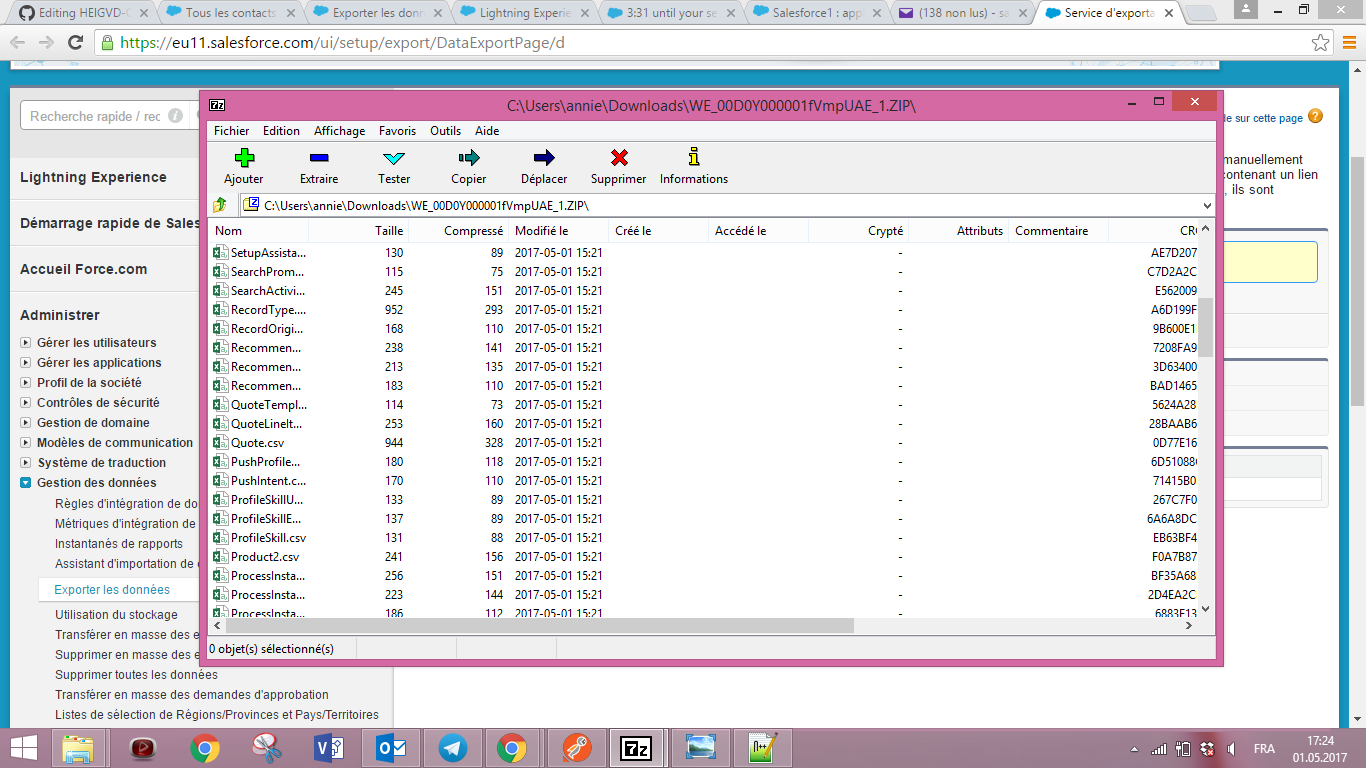 Editing HEIGVD-C
Tous les contacts
Exporter les donn
Lightning Experie
3:31 until your se
Salesforce1 : app
(138 non lus) - sa
Service d'exporta
https://eu11.salesforce.com/ui/setup/export/DataExportPage/d
Recherche rapide / rec
Lightning Experience
Démarrage rapide de Sales
Accueil Force.com
Administrer
Gérer les utilisateurs
Gérer les applications
Profil de la société
Contrôles de sécurité
Gestion de domaine
Modèles de communication
Système de traduction
Gestion des données
Règles d'intégration de do
Métriques d'intégration de
Instantanés de rapports
Assistant d'importation de
Exporter les données
Utilisation du stockage
Transférer en masse des e
Supprimer en masse des e
Supprimer toutes les données
Transférer en masse des demandes d'approbation
Listes de sélection de Régions/Provinces et Pays/Territoires
C:\Users\annie\Downloads\WE_00D0Y000001fVmpUAE_1.ZIP\
Fichier Edition Affichage Favoris Outils Aide
Ajouter Extraire Tester Copier Déplacer Supprimer Informations
C:\Users\annie\Downloads\WE_00D0Y000001fVmpUAE_1.ZIP\
Nom Taille Compressé Modifié le Créé le Accédé le Crypté Attributs Commentaire CRC
SetupAssista... 130 89 2017-05-01 15:21 - AE7D207
SearchProm... 115 75 2017-05-01 15:21 - C7D2A2C
SearchActivi... 245 151 2017-05-01 15:21 - E562009
RecordType.... 952 293 2017-05-01 15:21 - A6D199F
RecordOrigi... 168 110 2017-05-01 15:21 - 9B600E1
Recommen... 238 141 2017-05-01 15:21 - 7208FA9
Recommen... 213 135 2017-05-01 15:21 - 3D63400
Recommen... 183 110 2017-05-01 15:21 - BAD1465
QuoteTempl... 114 73 2017-05-01 15:21 - 5624A28
QuoteLineIt... 253 160 2017-05-01 15:21 - 28BAAB6
Quote.csv 944 328 2017-05-01 15:21 - 0D77E16
PushProfile... 180 118 2017-05-01 15:21 - 6D51088
PushIntent.c... 170 110 2017-05-01 15:21 - 71415B0
ProfileSkillU... 133 89 2017-05-01 15:21 - 267C7F0
ProfileSkillE... 137 89 2017-05-01 15:21 - 6A6A8DC
ProfileSkill.csv 131 88 2017-05-01 15:21 - EB63BF4
Product2.csv 241 156 2017-05-01 15:21 - F0A7B87
ProcessInsta... 256 151 2017-05-01 15:21 - BF35A68
ProcessInsta... 223 144 2017-05-01 15:21 - 2D4EA2C
ProcessInsta... 186 112 2017-05-01 15:21 - 6883F13
0 objet(s) sélectionné(s)
de sur cette page
manuellement
contenant un lien
, ils sont
FRA
17:24
01.05.2017